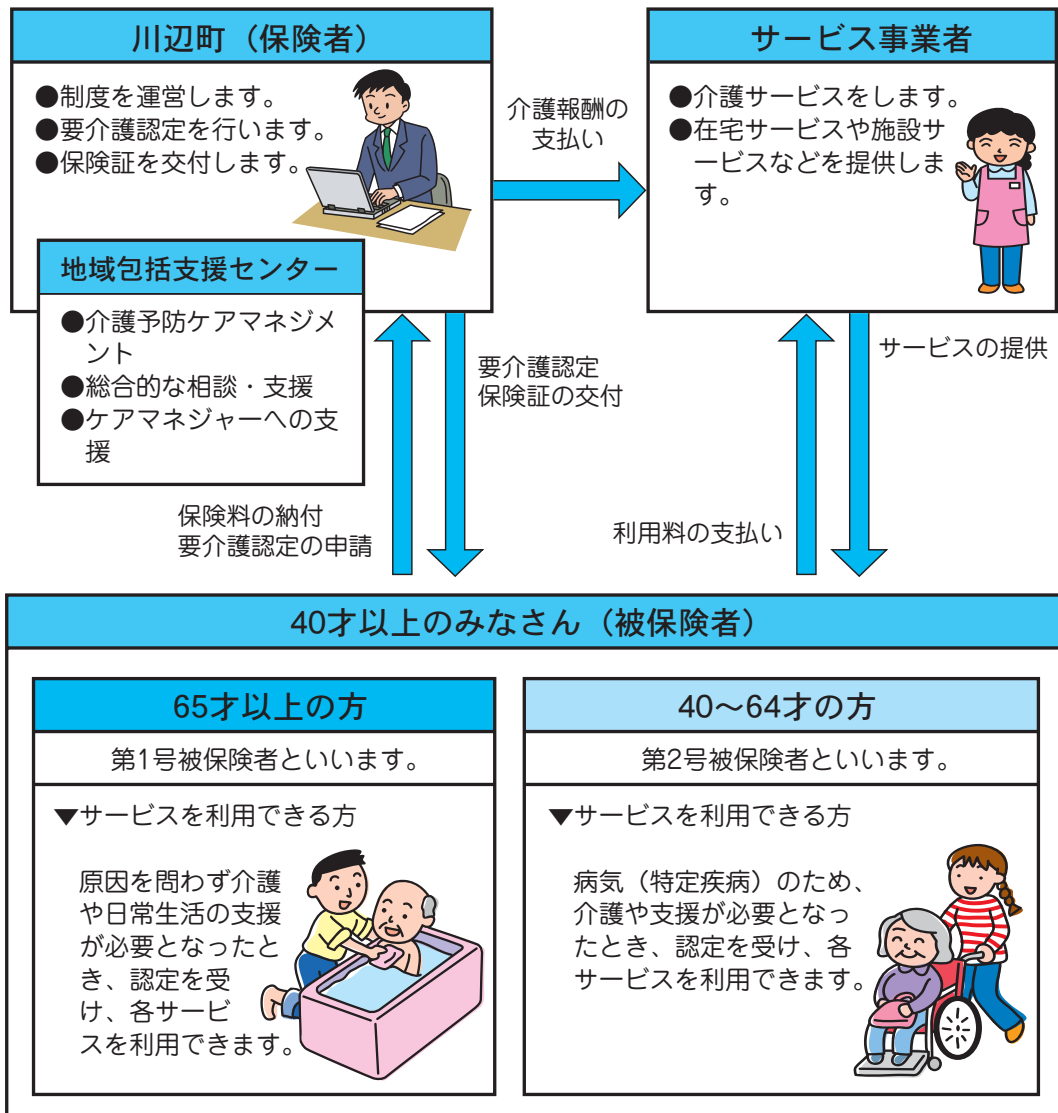 川辺町（保険者）
●制度を運営します。
●要介護認定を行います。
●保険証を交付します。
介護報酬の
支払い
サービス事業者
●介護サービスをします。
●在宅サービスや施設サ
ービスなどを提供しま
す。
地域包括支援センター
●介護予防ケアマネジメ
ント
●総合的な相談・支援
●ケアマネジャーへの支
援
要介護認定
保険証の交付
サービスの提供
保険料の納付
要介護認定の申請
利用料の支払い
40才以上のみなさん（被保険者）
65才以上の方
第1号被保険者といいます。
▼サービスを利用できる方
原因を問わず介護
や日常生活の支援
が必要となったと
き、認定を受
け、各サービ
スを利用できます。
40～64才の方
第2号被保険者といいます。
▼サービスを利用できる方
病気（特定疾病）のため、
介護や支援が必要となっ
たとき、認定を受け、各
サービスを利用できます。